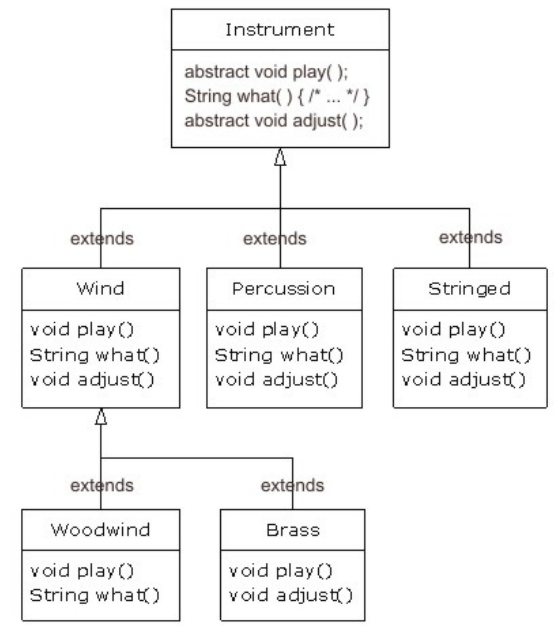 Instrument
abstract void play( );
String what( ) { /* ... */ }
abstract void adjust( );
extends
extends
extends
Wind
void play()
String what()
void adjust()
Percussion
void play()
String what()
void adjust()
Stringed
void play()
String what()
void adjust()
extends
extends
Woodwind
void play()
String what()
Brass
void play()
void adjust()